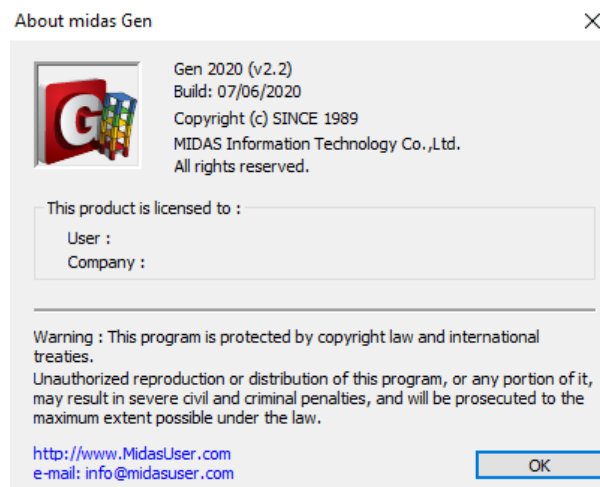 About midas Gen
Gen 2020 (v2.2)
Build: 07/06/2020
Copyright (c) SINCE 1989
MIDAS Information Technology Co.,Ltd.
All rights reserved.
G
This product is licensed to :
User :
Company :
Warning : This program is protected by copyright law and international
treaties.
Unauthorized reproduction or distribution of this program, or any portion of it,
may result in severe civil and criminal penalties, and will be prosecuted to the
maximum extent possible under the law.
http://www.MidasUser.com
e-mail: info@midasuser.com
OK